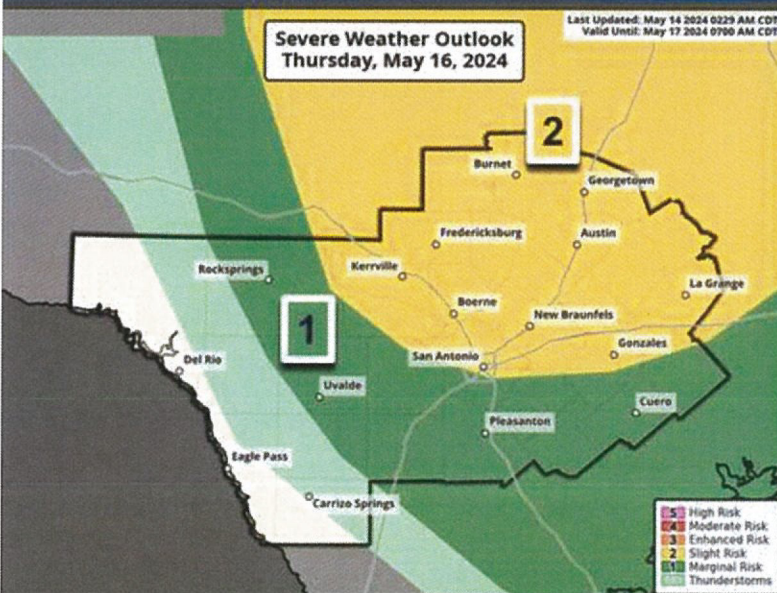 Last Updated: May 14 2024 0229 AM CDT
Valid Until: May 17 2024 0700 AM CDT
Severe Weather Outlook
Thursday, May 16, 2024
2
Burnet
Georgetown
Fredericksburg
Austin
Rocksprings
Kerrville
La Grange
Boerne
1
New Braunfels
Gonzales
San Antonio
Del Rio
Uvalde
Cuero
Pleasanton
Eagle Pass
Carrizo Springs
5 High Risk
4 Moderate Risk
3 Enhanced Risk
2 Slight Risk
1 Marginal Risk
Thunderstorms